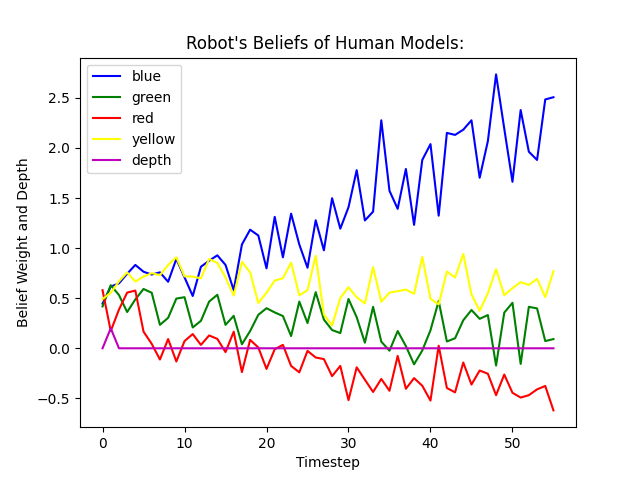 Robot's Beliefs of Human Models:
blue
green
red
yellow
depth
Belief Weight and Depth
2.5
2.0
1.5
1.0
0.5
0.0
−0.5
0 10 20 30 40 50
Timestep